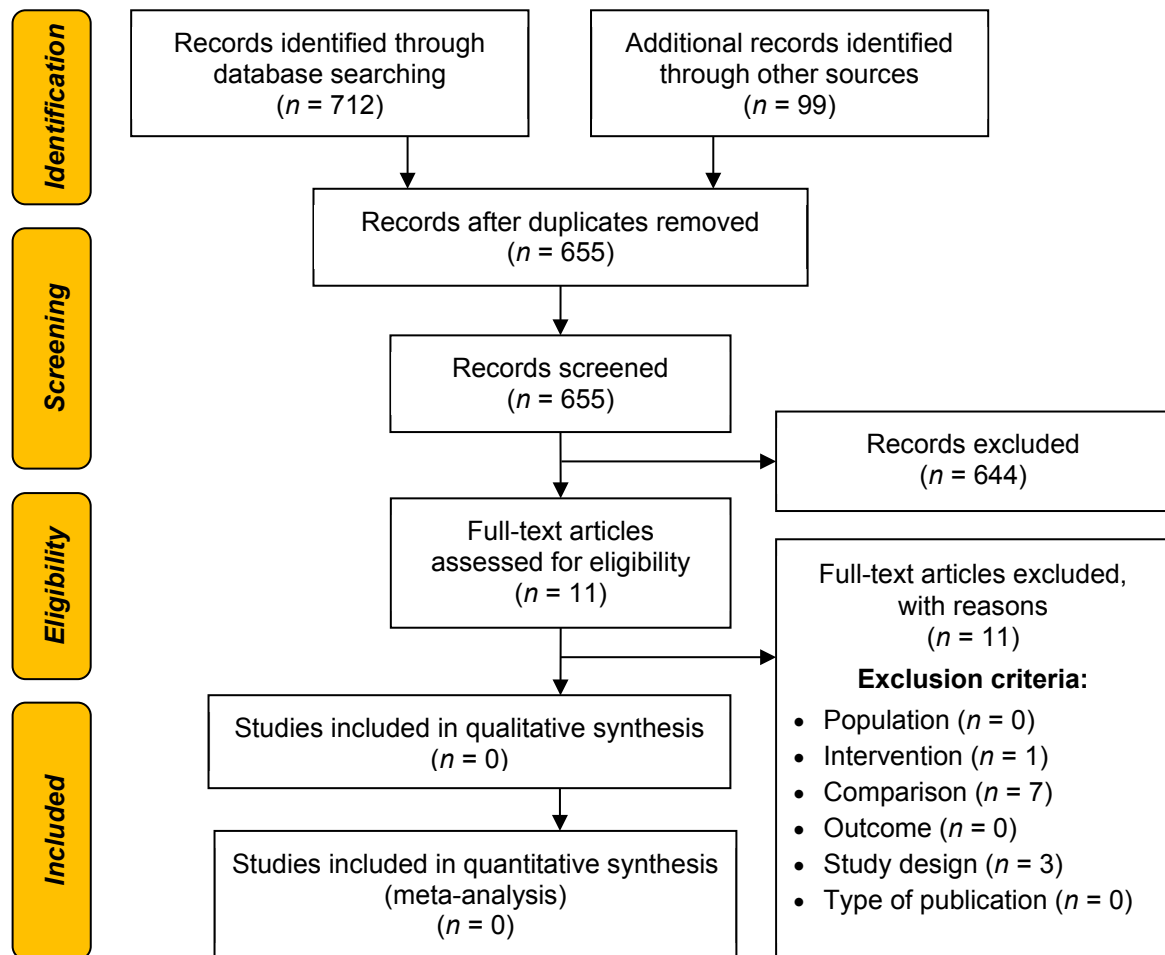 Identification
Records identified through
database searching
(n = 712)
Additional records identified
through other sources
(n = 99)
Records after duplicates removed
(n = 655)
Screening
Records screened
(n = 655)
Records excluded
(n = 644)
Eligibility
Full-text articles
assessed for eligibility
(n = 11)
Full-text articles excluded,
with reasons
(n = 11)
Exclusion criteria:
• Population (n = 0)
• Intervention (n = 1)
• Comparison (n = 7)
• Outcome (n = 0)
• Study design (n = 3)
• Type of publication (n = 0)
Included
Studies included in qualitative synthesis
(n = 0)
Studies included in quantitative synthesis
(meta-analysis)
(n = 0)